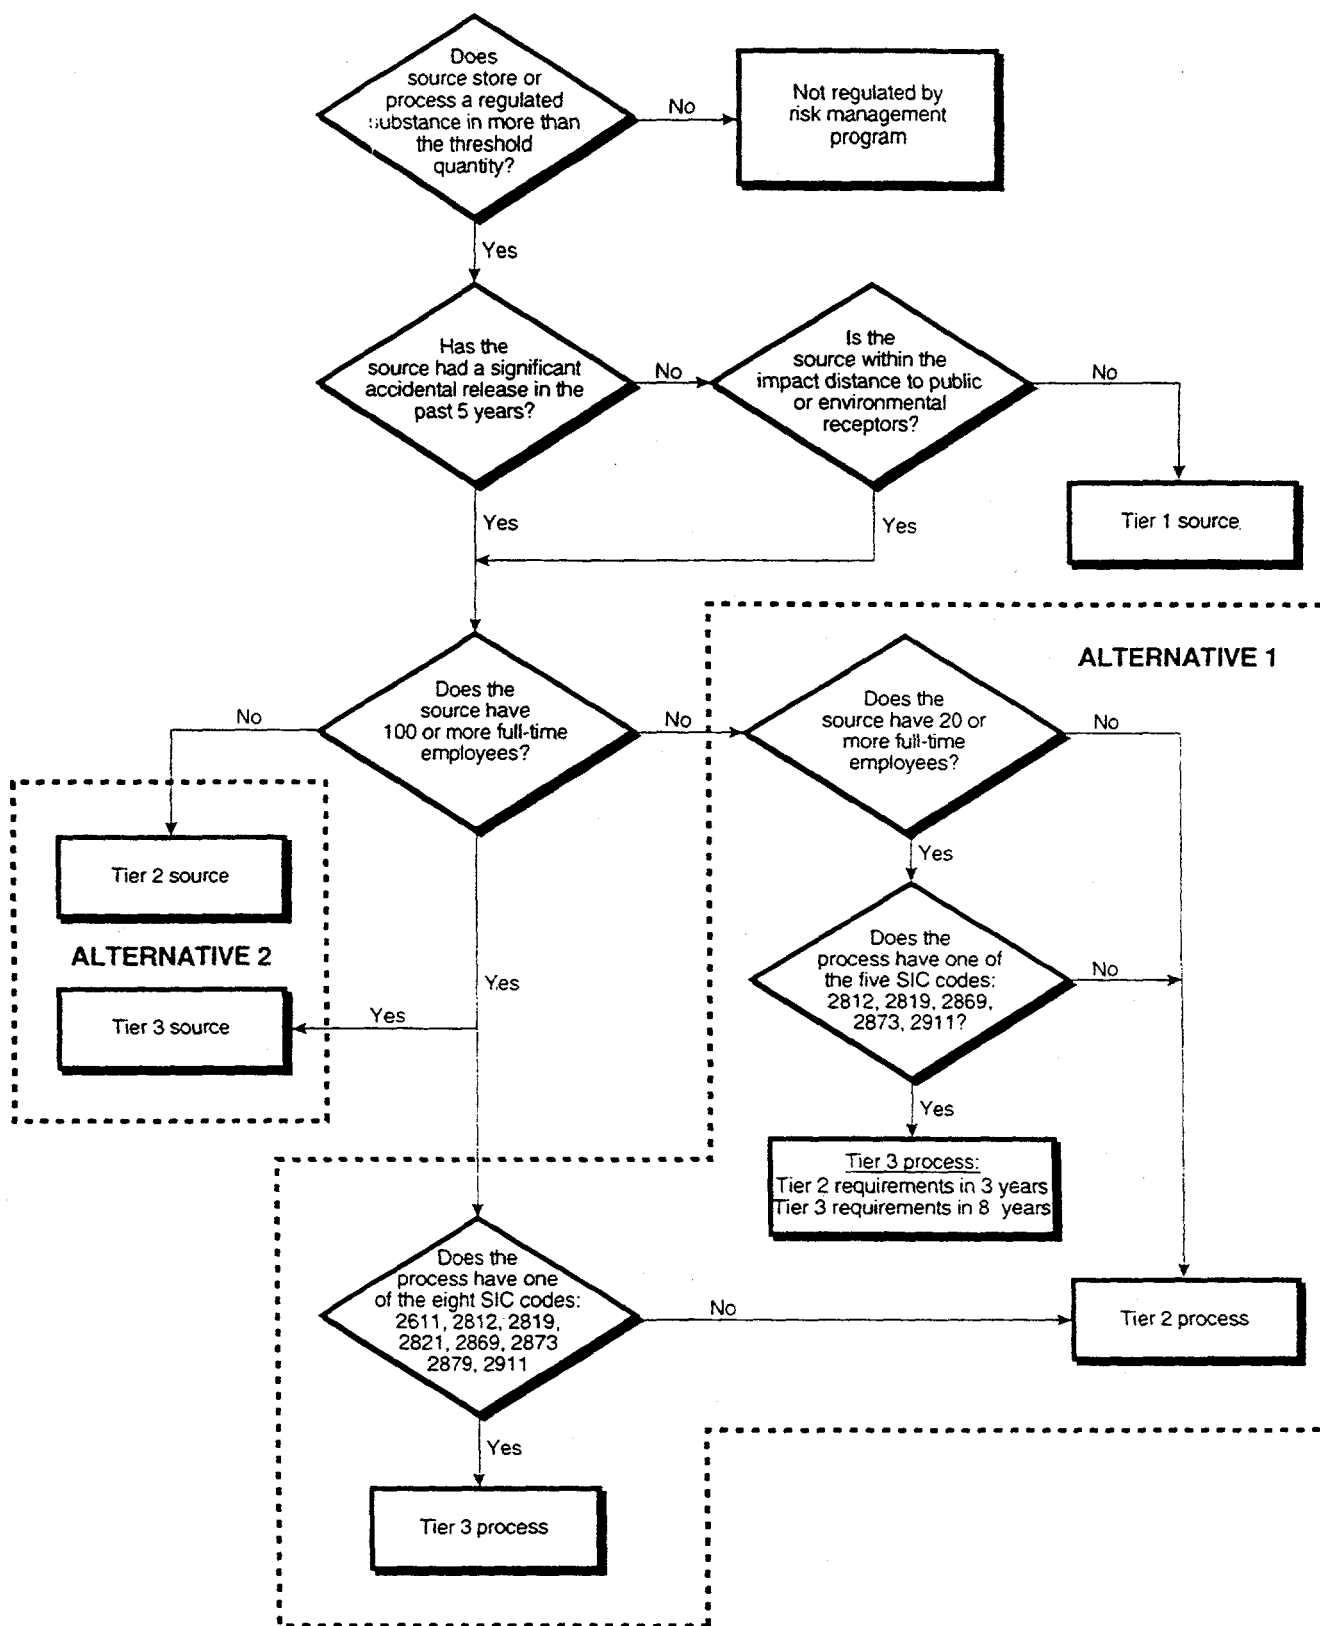 Does
source store or
process a regulated
substance in more than
the threshold
quantity?
No
Not regulated by
risk management
program
Yes
Has the
source had a significant
accidental release in the
past 5 years?
No
Is the
source within the
impact distance to public
or environmental
receptors?
No
Tier 1 source
Yes
Yes
ALTERNATIVE 1
Does the
source have
100 or more full-time
employees?
No
No
Does the
source have 20 or
more full-time
employees?
No
Tier 2 source
ALTERNATIVE 2
Tier 3 source
Yes
Yes
Yes
Does the
process have one of
the five SIC codes:
2812, 2819, 2869,
2873, 2911?
No
Yes
Tier 3 process:
Tier 2 requirements in 3 years
Tier 3 requirements in 8 years
Does the
process have one
of the eight SIC codes:
2611, 2812, 2819,
2821, 2869, 2873
2879, 2911
No
Tier 2 process
Yes
Tier 3 process